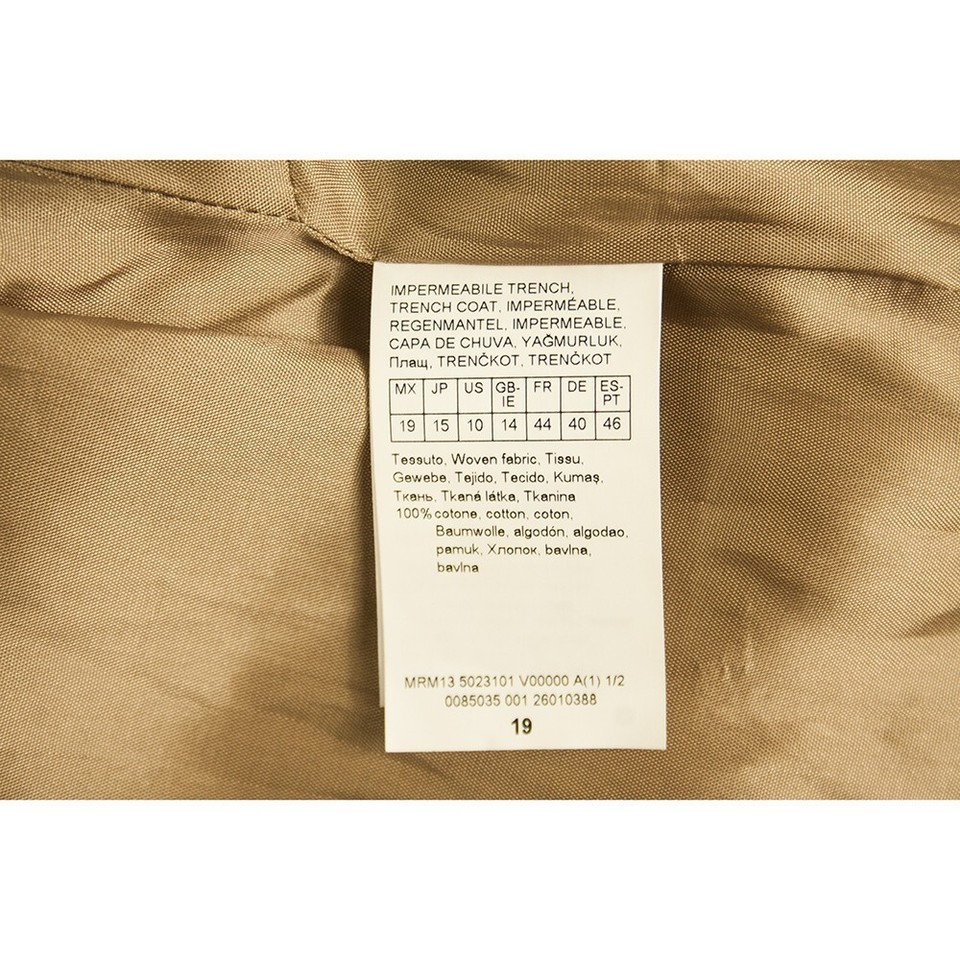 IMPERMEABILE TRENCH,
TRENCH COAT, IMPERMÉABLE,
REGENMANTEL, IMPERMEABLE,
CAPA DE CHUVA, YAĞMURLUK,
Плащ, TRENČKOT, TRENČKOT
MX JP US GB-IE FR DE ES-PT
19 15 10 14 44 40 46
Tessuto, Woven fabric, Tissu,
Gewebe, Tejido, Tecido, Kumaş,
Ткань, Tkaná látka, Tkanina
100% cotone, cotton, coton,
Baumwolle, algodón, algodao,
pamuk, Хлопок, bavlna,
bavlna
MRM13 5023101 V00000 A(1) 1/2
0085035 001 26010388
19